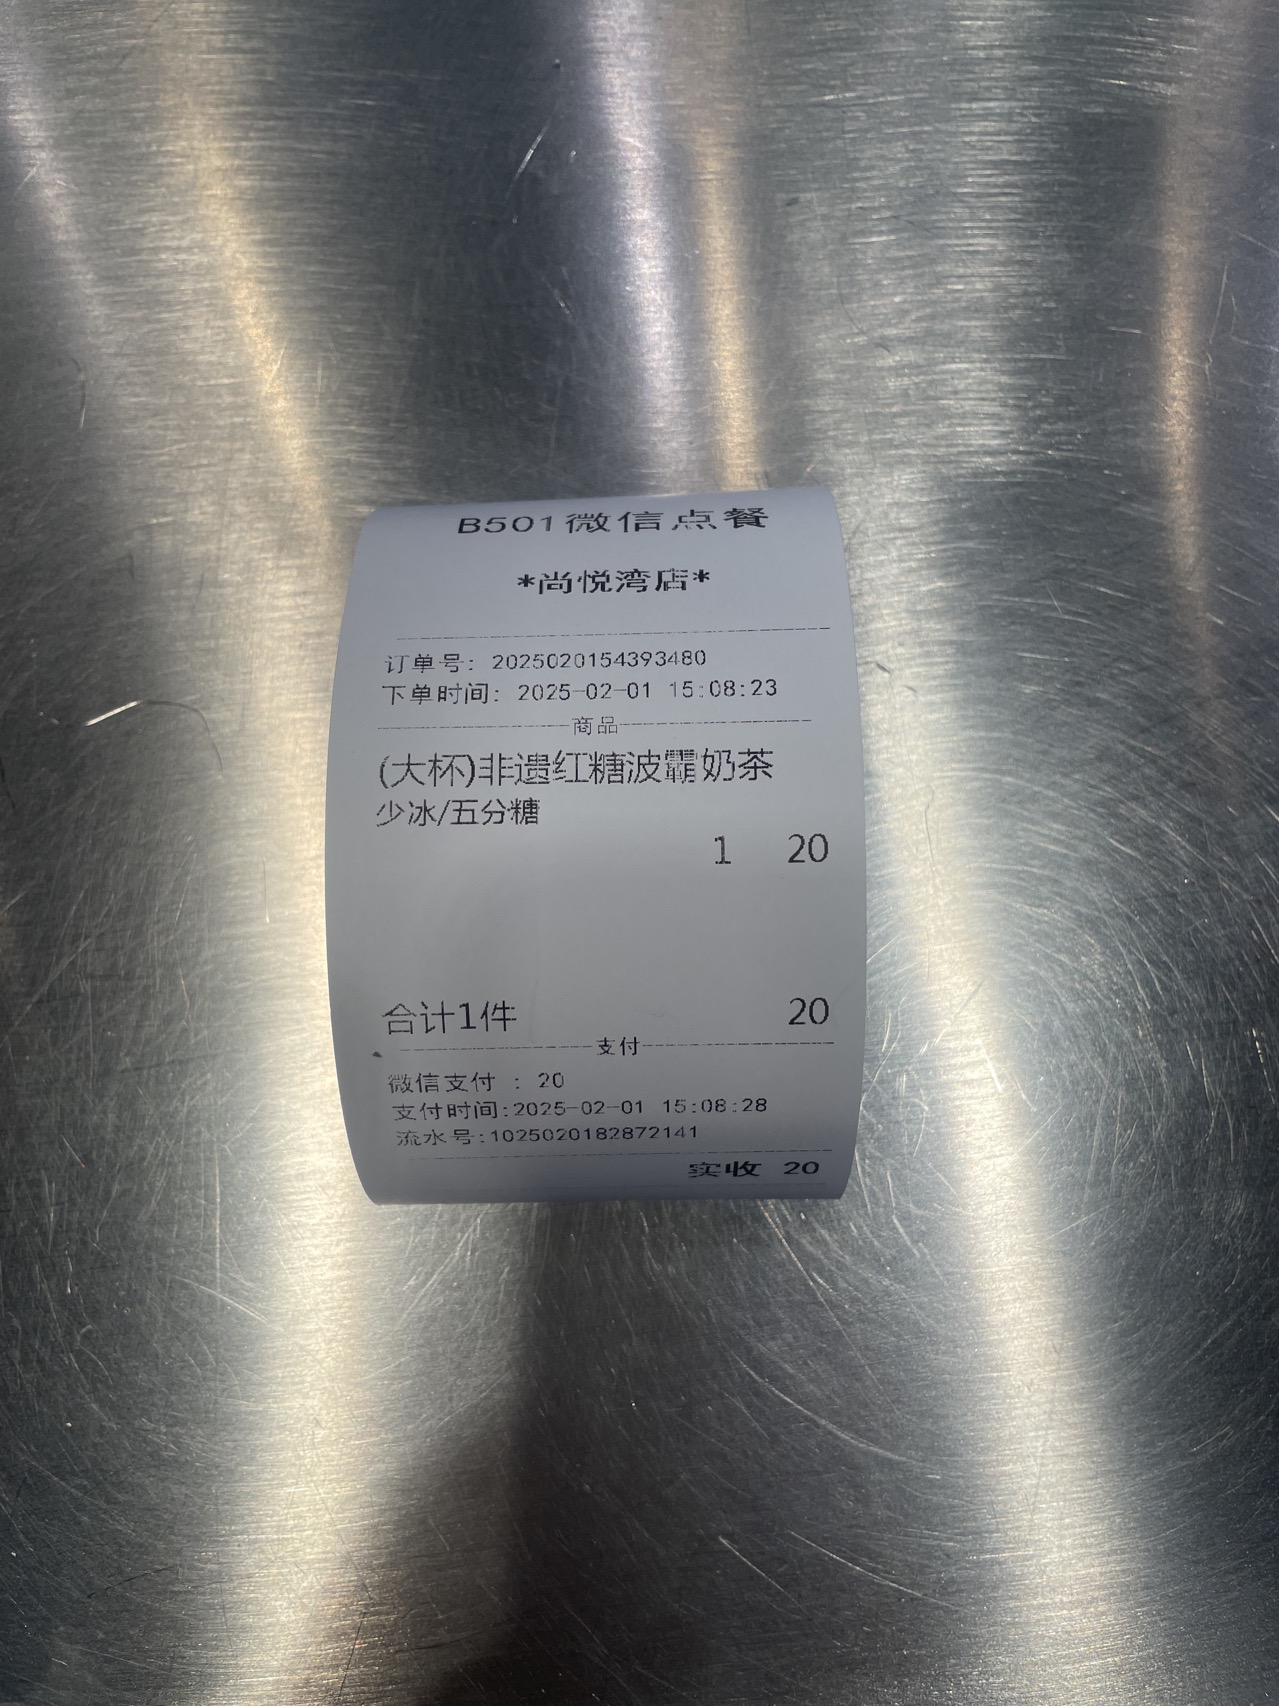 B501微信点餐
*尚悦湾店*
订单号: 2025020154393480
下单时间: 2025-02-01 15:08:23
商品
(大杯)非遗红糖波霸奶茶
少冰/五分糖
1 20
合计1件 20
支付
微信支付 : 20
支付时间:2025-02-01 15:08:28
流水号:1025020182872141
实收 20